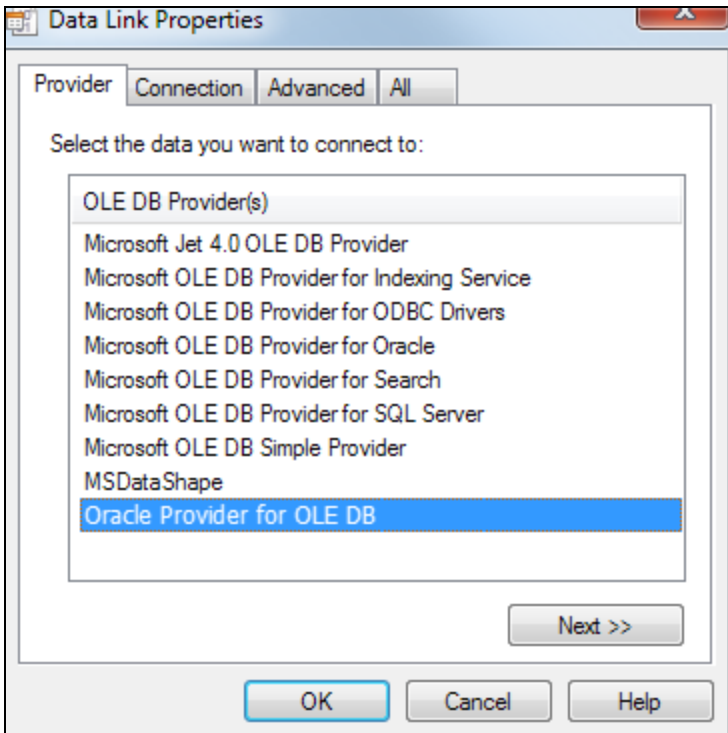 Data Link Properties
Provider Connection Advanced All
Select the data you want to connect to:
OLE DB Provider(s)
Microsoft Jet 4.0 OLE DB Provider
Microsoft OLE DB Provider for Indexing Service
Microsoft OLE DB Provider for ODBC Drivers
Microsoft OLE DB Provider for Oracle
Microsoft OLE DB Provider for Search
Microsoft OLE DB Provider for SQL Server
Microsoft OLE DB Simple Provider
MSDataShape
Oracle Provider for OLE DB
Next >>
OK Cancel Help